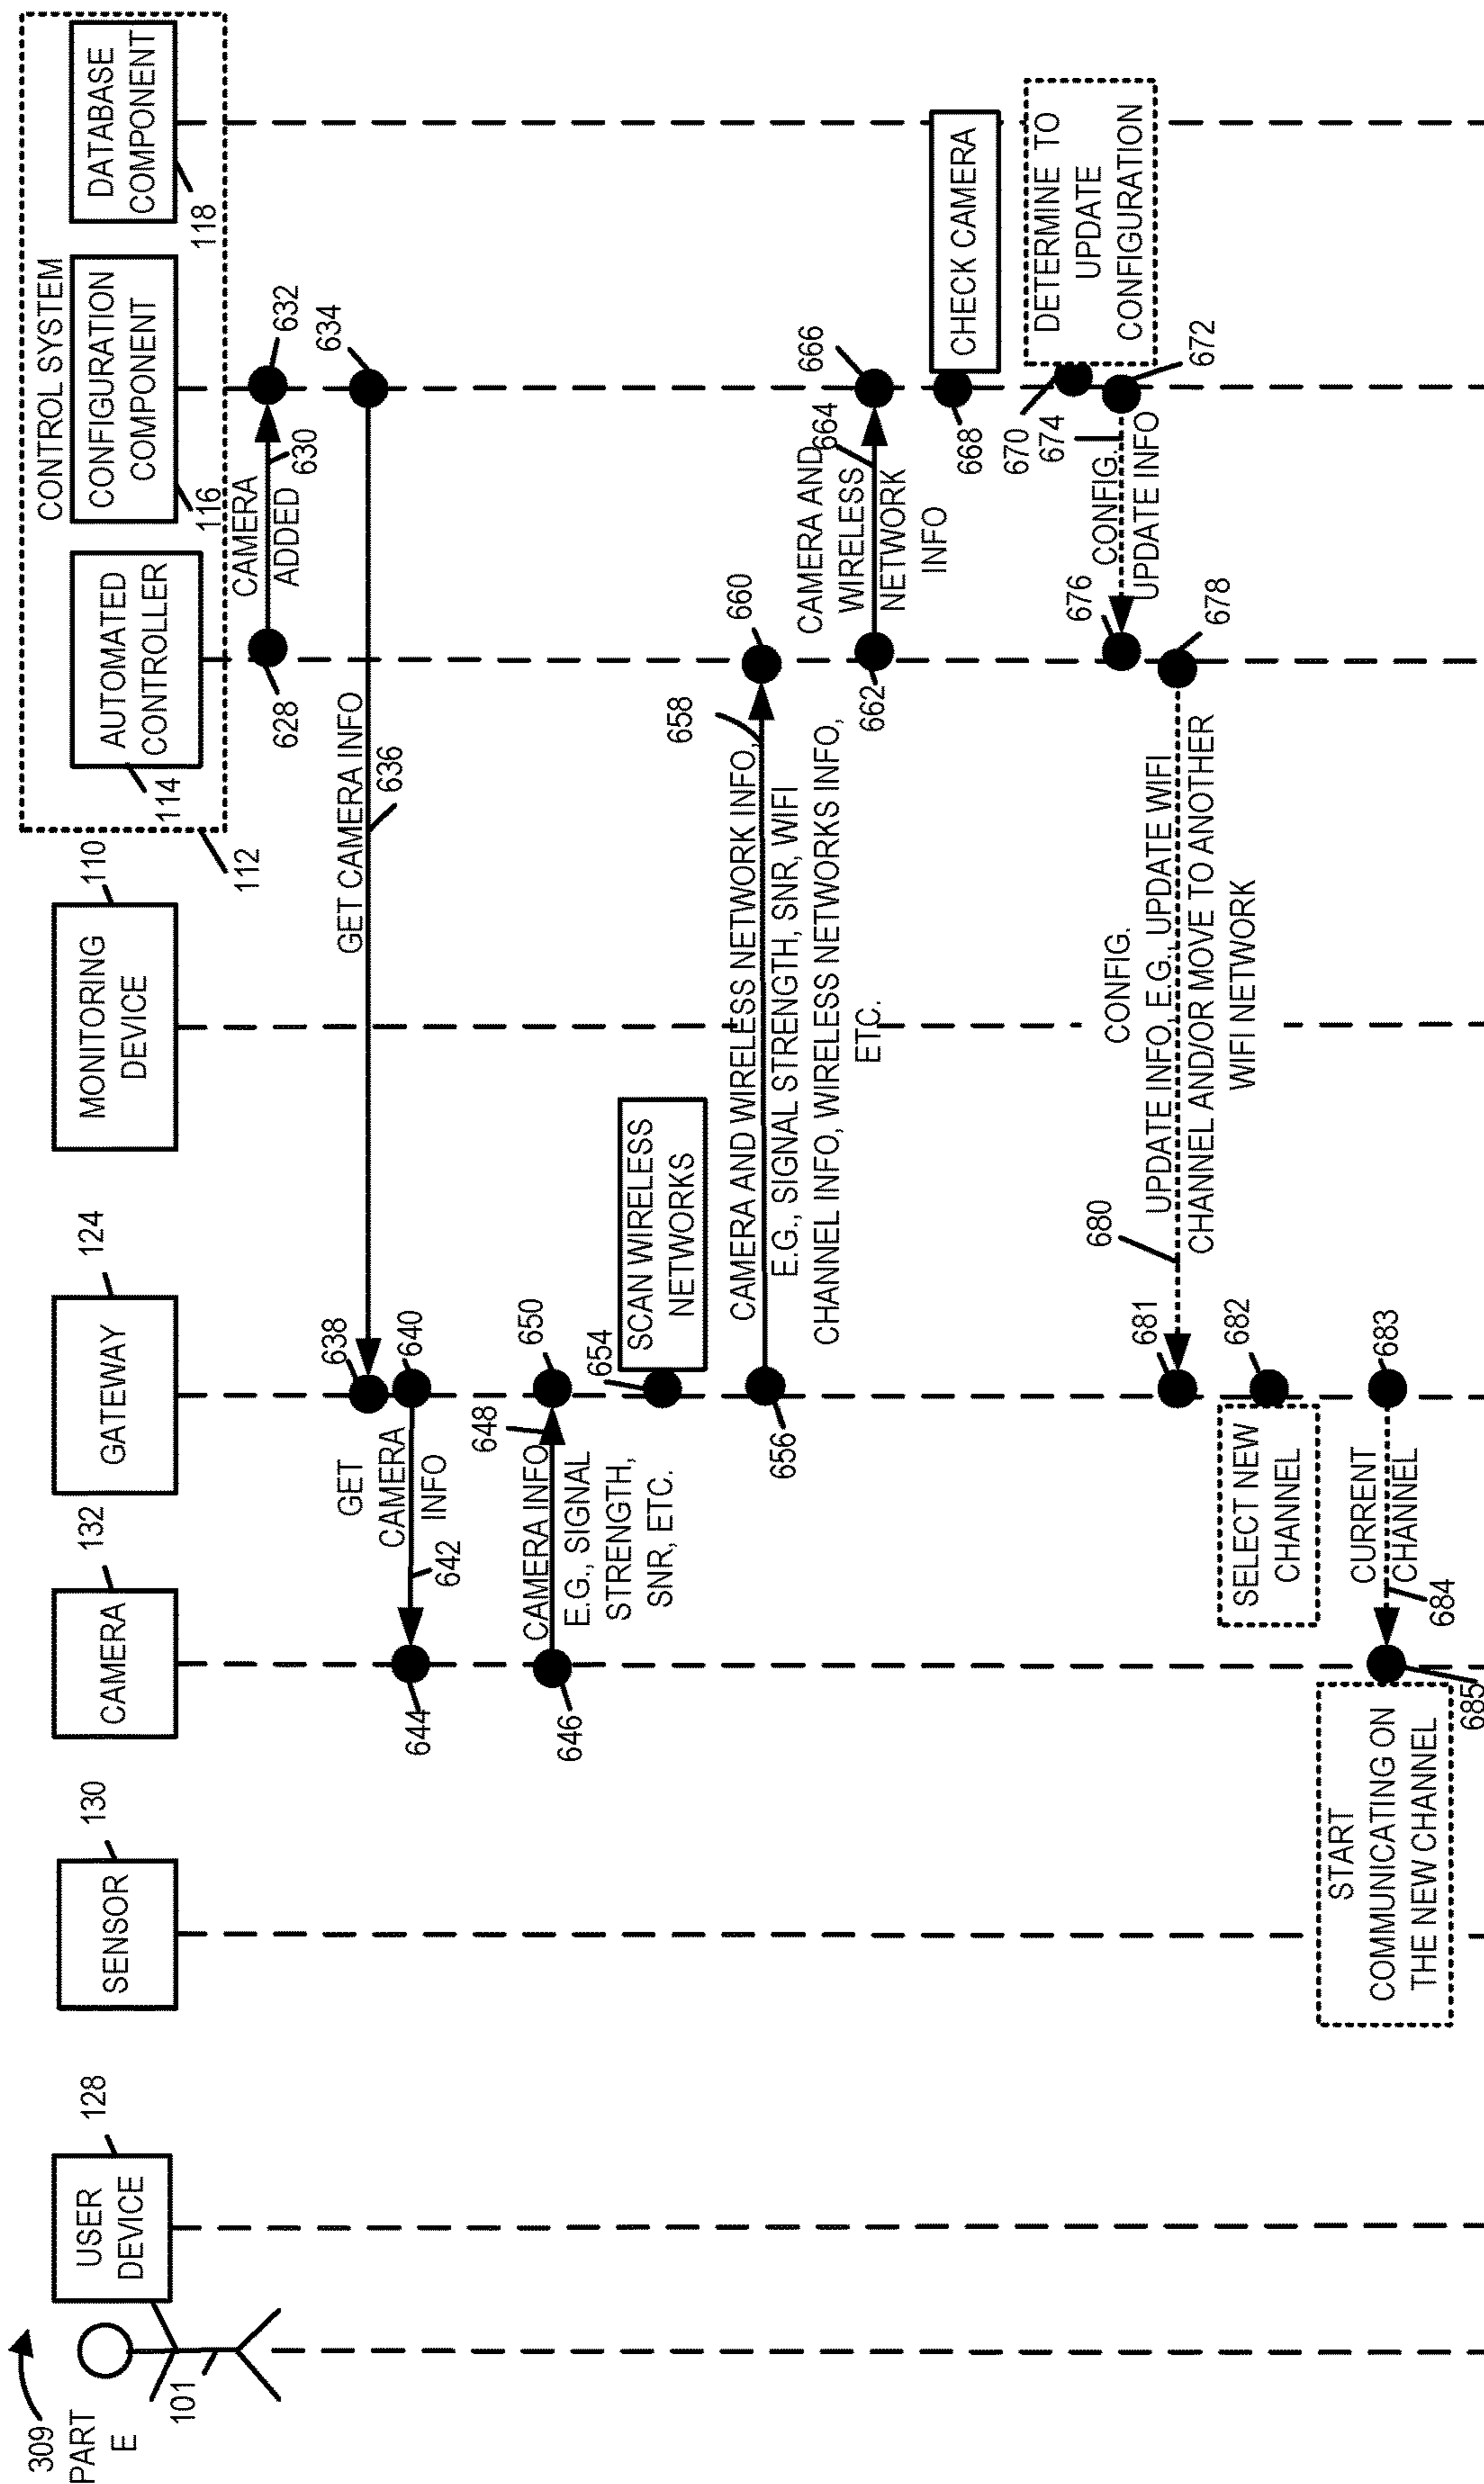 309
PART
E
101
USER
DEVICE
128
SENSOR
130
CAMERA
132
GATEWAY
124
MONITORING
DEVICE
110
112
CONTROL SYSTEM
AUTOMATED
CONTROLLER
114
CONFIGURATION
COMPONENT
116
DATABASE
COMPONENT
118
628
CAMERA
ADDED
630
632
634
GET CAMERA INFO
636
638
640
GET
CAMERA
INFO
642
644
646
CAMERA INFO
E.G., SIGNAL
STRENGTH,
SNR, ETC.
648
650
654
SCAN WIRELESS
NETWORKS
656
CAMERA AND WIRELESS NETWORK INFO,
E.G., SIGNAL STRENGTH, SNR, WIFI
CHANNEL INFO, WIRELESS NETWORKS INFO,
ETC.
658
660
662
CAMERA AND
WIRELESS
NETWORK
INFO
664
666
668
CHECK CAMERA
670
DETERMINE TO
UPDATE
CONFIGURATION
672
674
CONFIG.
UPDATE INFO
676
678
CONFIG.
UPDATE INFO, E.G., UPDATE WIFI
CHANNEL AND/OR MOVE TO ANOTHER
WIFI NETWORK
680
681
682
SELECT NEW
CHANNEL
683
CURRENT
CHANNEL
684
685
START
COMMUNICATING ON
THE NEW CHANNEL